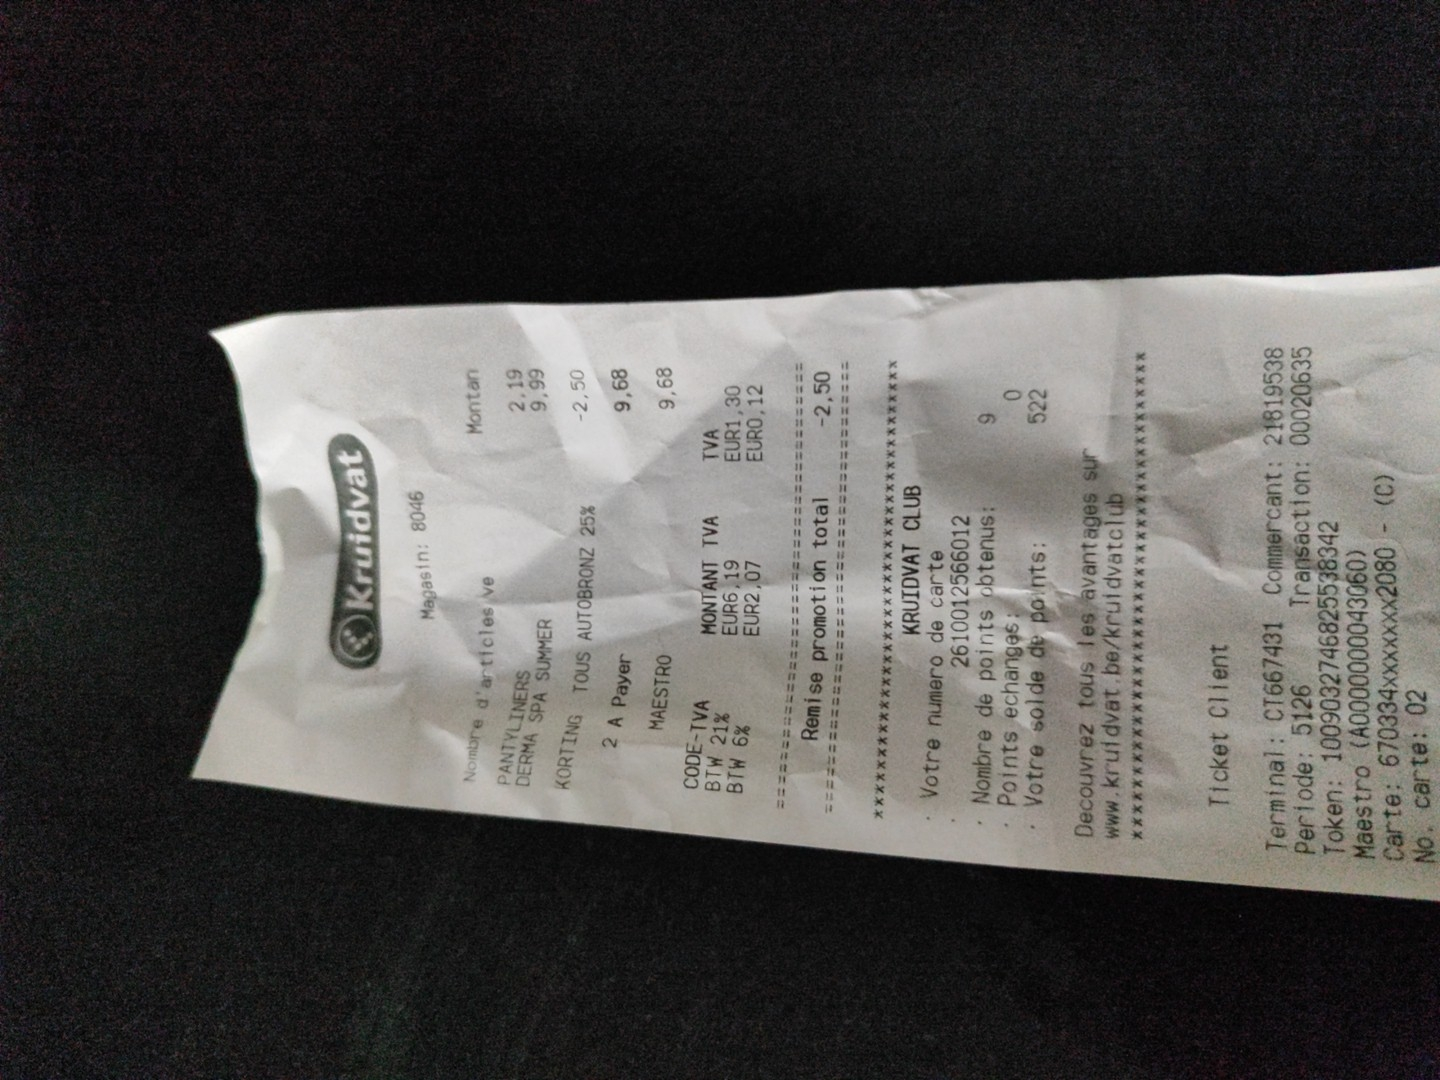 Kruidvat
Magasin: 8046
Nombre d'articles ve Montan
PANTYLINERS 2,19
DERMA SPA SUMMER 9,99
KORTING TOUS AUTOBRONZ 25% -2,50
2 A Payer 9,68
MAESTRO 9,68
CODE-TVA MONTANT TVA TVA
BTW 21% EUR6,19 EUR1,30
BTW 6% EUR2,07 EUR0,12
================================
Remise promotion total -2,50
================================
xxxxxxxxxxxxxxxxxxxxxxxxxxxxxxxxxxxxxxxx
KRUIDVAT CLUB
. Votre numero de carte
. 2610012566012
. Nombre de points obtenus: 9
. Points echanges: 0
. Votre solde de points: 522
Decouvrez tous les avantages sur
www.kruidvat be/kruidvatclub
xxxxxxxxxxxxxxxxxxxxxxxxxxxxxxxxxxxxxxxx
Ticket Client
Terminal: CT667431 Commercant: 21819538
Periode: 5126 Transaction: 00020635
Token: 1009032746825538342
Maestro (A0000000043060)
Carte: 670334xxxxxxxxx2080 - (C)
No. carte: 02